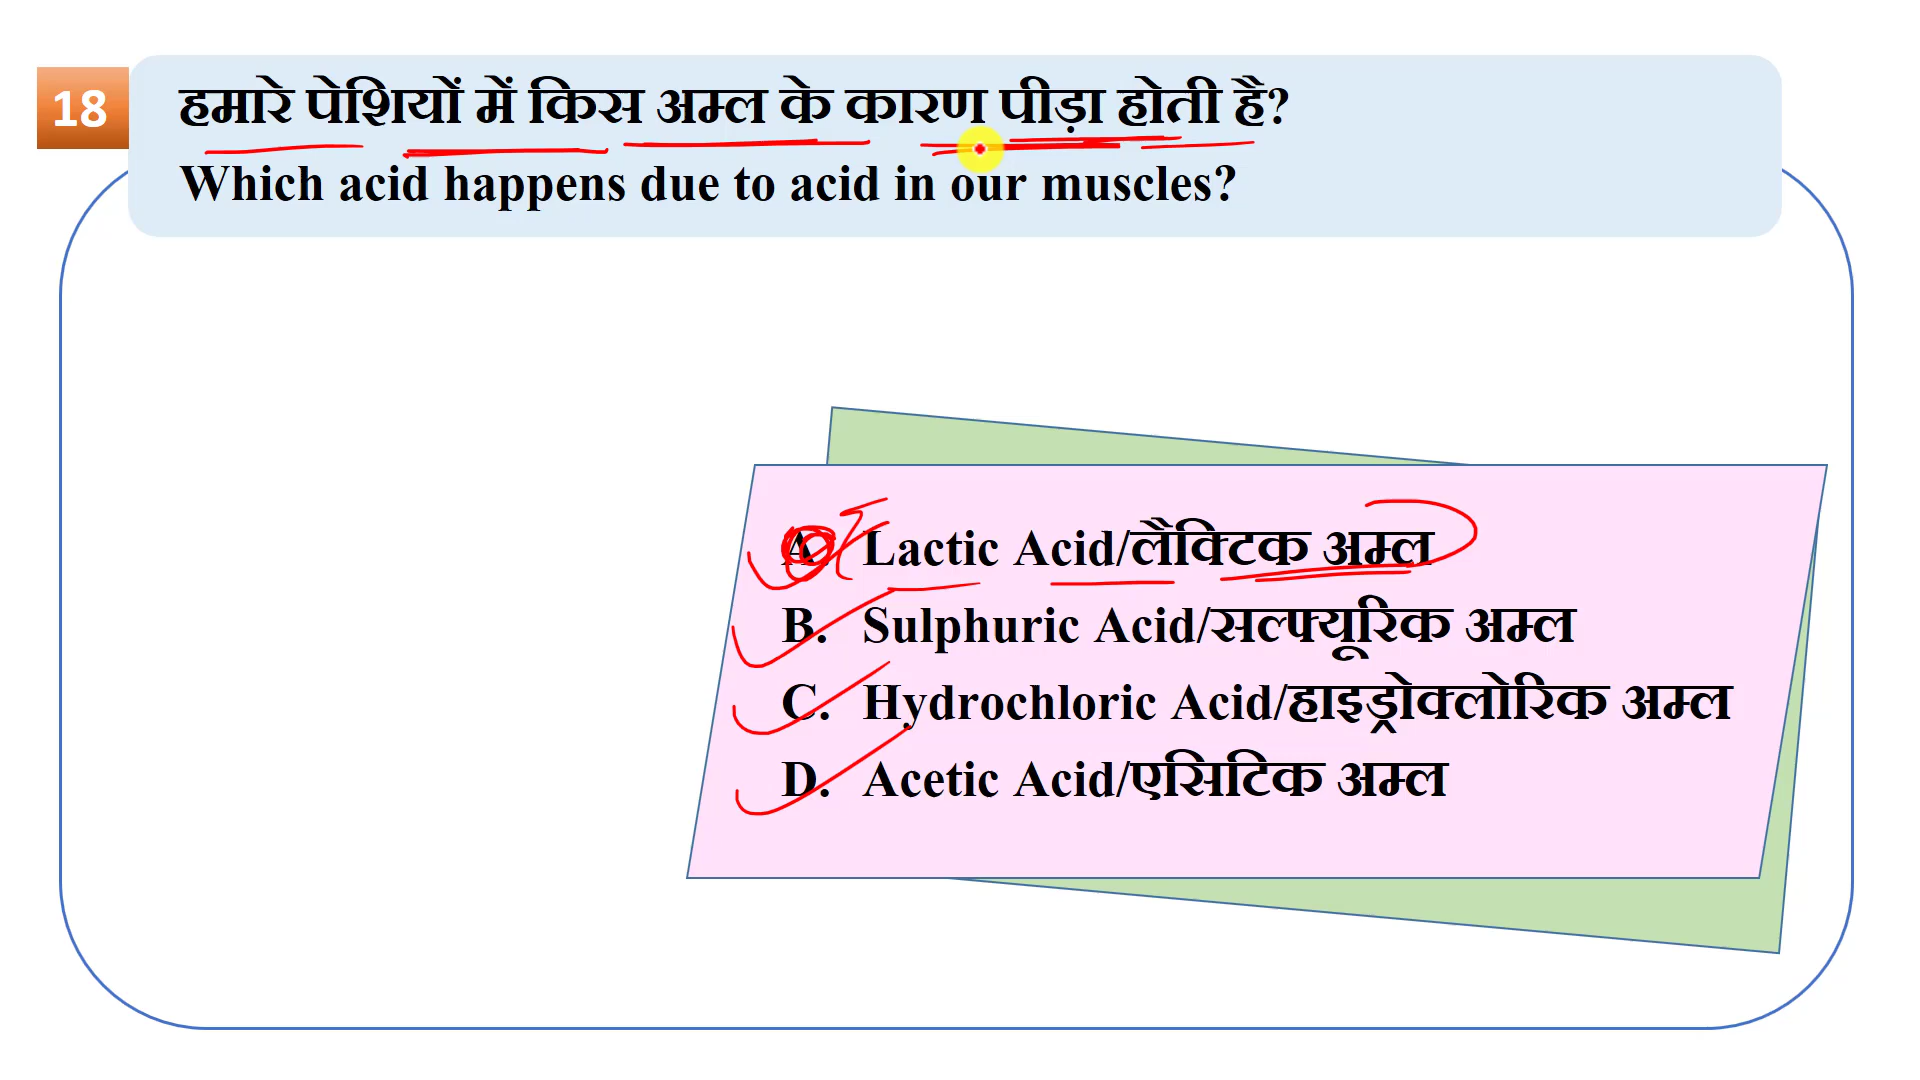 18
हमारे पेशियों में किस अम्ल के कारण पीड़ा होती है?
Which acid happens due to acid in our muscles?
A. Lactic Acid/लैक्टिक अम्ल
B. Sulphuric Acid/सल्फ्यूरिक अम्ल
C. Hydrochloric Acid/हाइड्रोक्लोरिक अम्ल
D. Acetic Acid/एसिटिक अम्ल